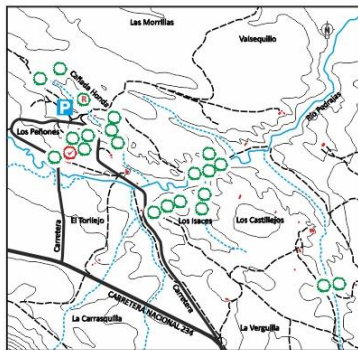 Las Morrillas
Valsequillo
N
Cañada Honda
R
P
Río Pedrajas
Los Peñones
El Torilejo
Los Isaces
Los Castillejos
Carretera
Carretera
CARRETERA NACIONAL 234
La Carrasquilla
La Verguilla